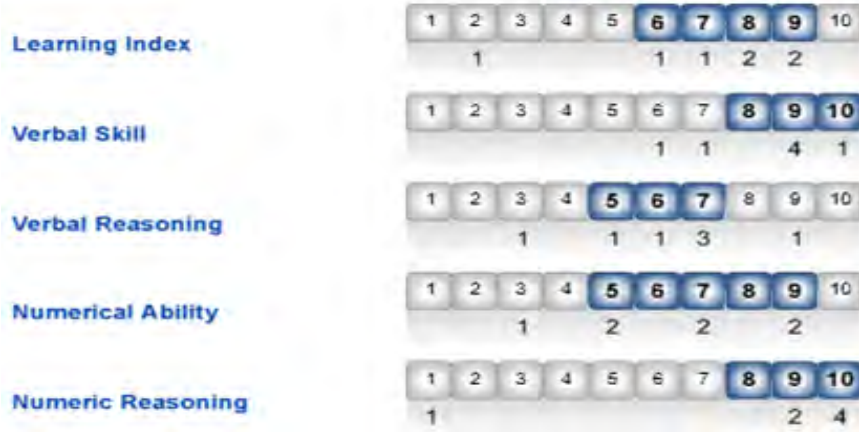 1 2 3 4 5 6 7 8 9 10
Learning Index
1 1 1 2 2
1 2 3 4 5 6 7 8 9 10
Verbal Skill
1 1 4 1
1 2 3 4 5 6 7 8 9 10
Verbal Reasoning
1 1 1 3 1
1 2 3 4 5 6 7 8 9 10
Numerical Ability
1 2 2 2
1 2 3 4 5 6 7 8 9 10
Numeric Reasoning
1 2 4